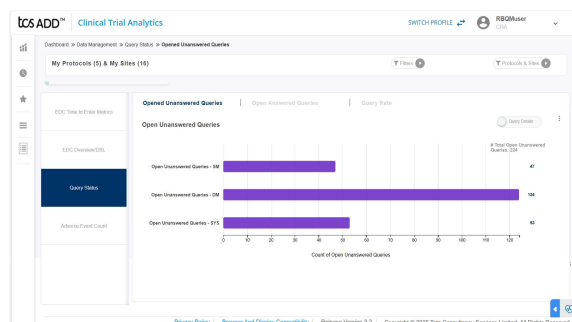 tcs ADD™ Clinical Trial Analytics
SWITCH PROFILE
RBQMuser
CRA
Dashboard » Data Management » Query Status » Opened Unanswered Queries
My Protocols (5) & My Sites (16)
Filters
Protocols & Sites
EDC Time to Enter Metrics
EDC Overview/DBL
Query Status
Adverse Event Count
Opened Unanswered Queries
Open Answered Queries
Query Rate
Open Unanswered Queries
Query Details
# Total Open Unanswered
Queries: 224
Open Unanswered Queries - SM
47
Open Unanswered Queries - DM
Open Unanswered Queries - SYS
0 10 20 30 40 50 60 70 80 90 100 110 120
Count of Open Unanswered Queries
Privacy Policy | Browser And Display Compatibility | Release Version 2.2 | Copyright © 2025 Tata Consultancy Services Limited. All Rights Reserved